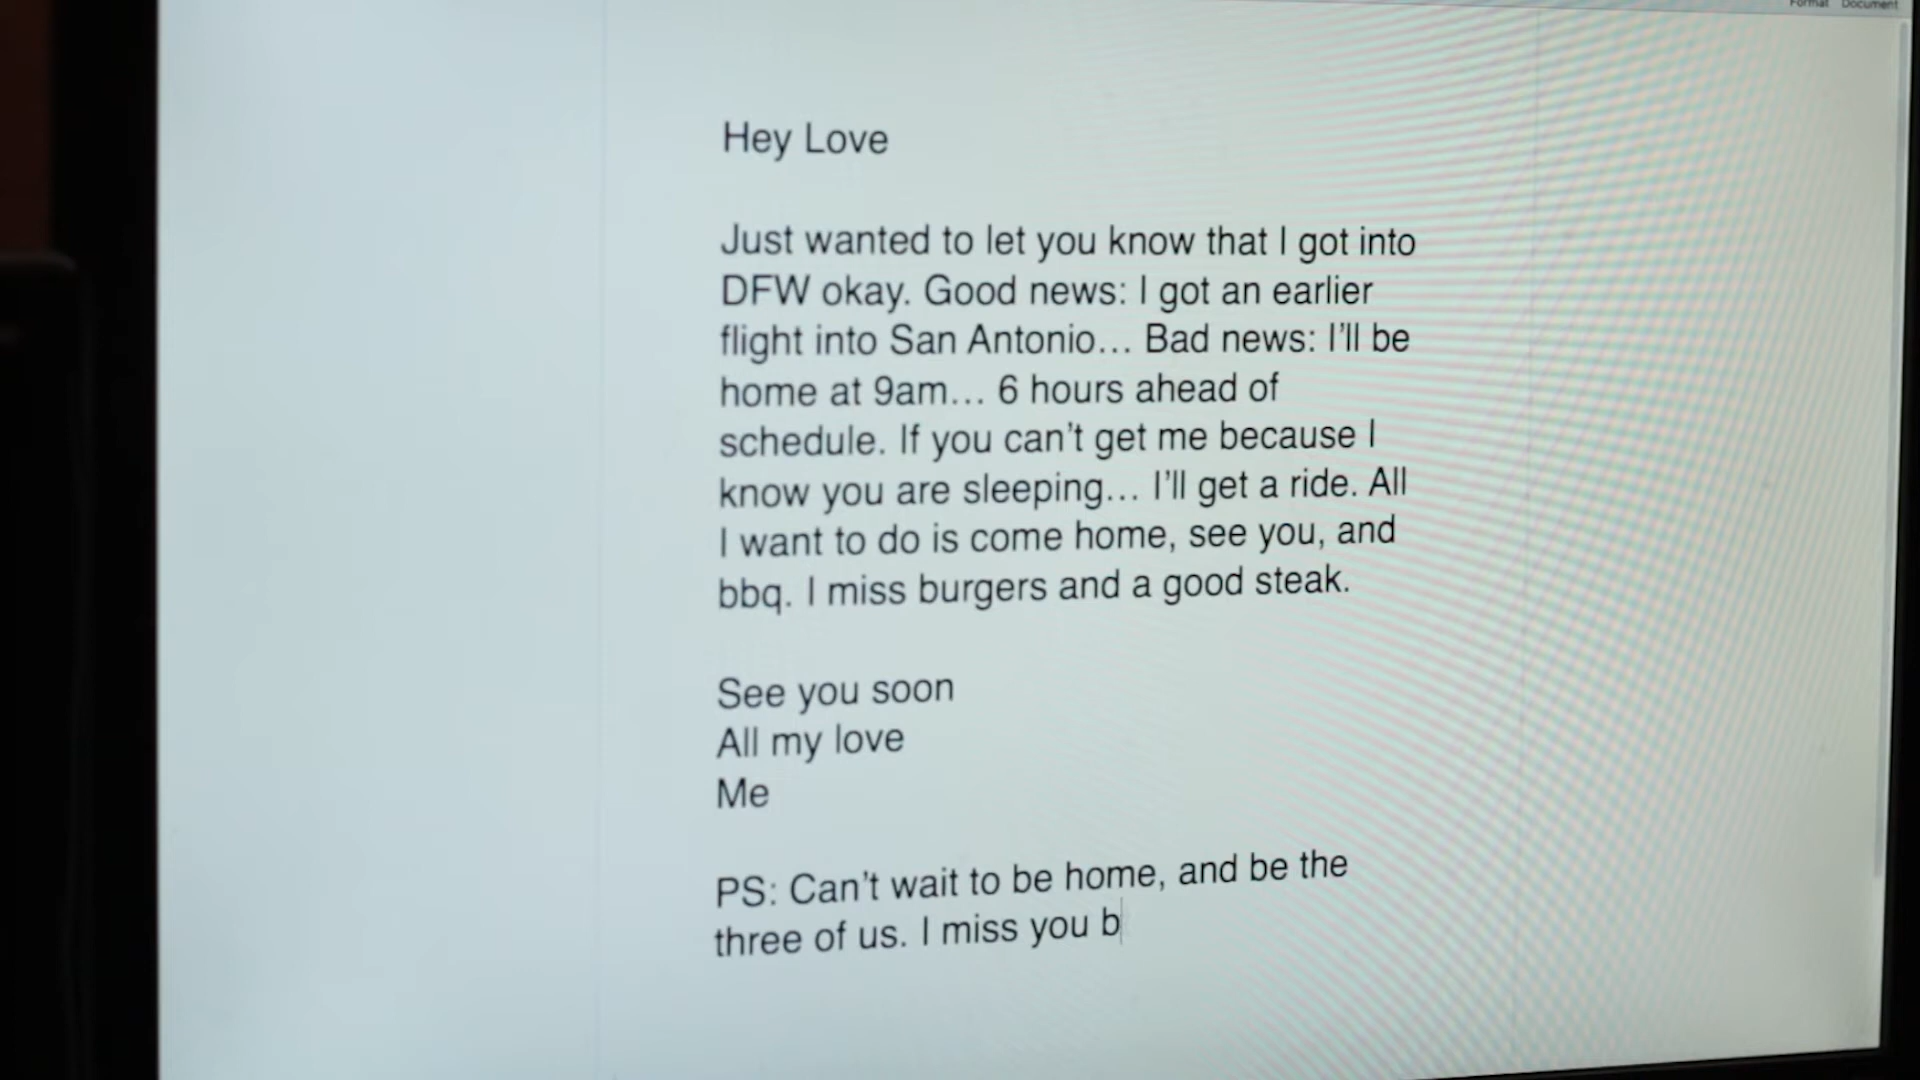 Format Document
Hey Love
Just wanted to let you know that I got into
DFW okay. Good news: I got an earlier
flight into San Antonio... Bad news: I'll be
home at 9am... 6 hours ahead of
schedule. If you can't get me because I
know you are sleeping... I'll get a ride. All
I want to do is come home, see you, and
bbq. I miss burgers and a good steak.
See you soon
All my love
Me
PS: Can't wait to be home, and be the
three of us. I miss you b